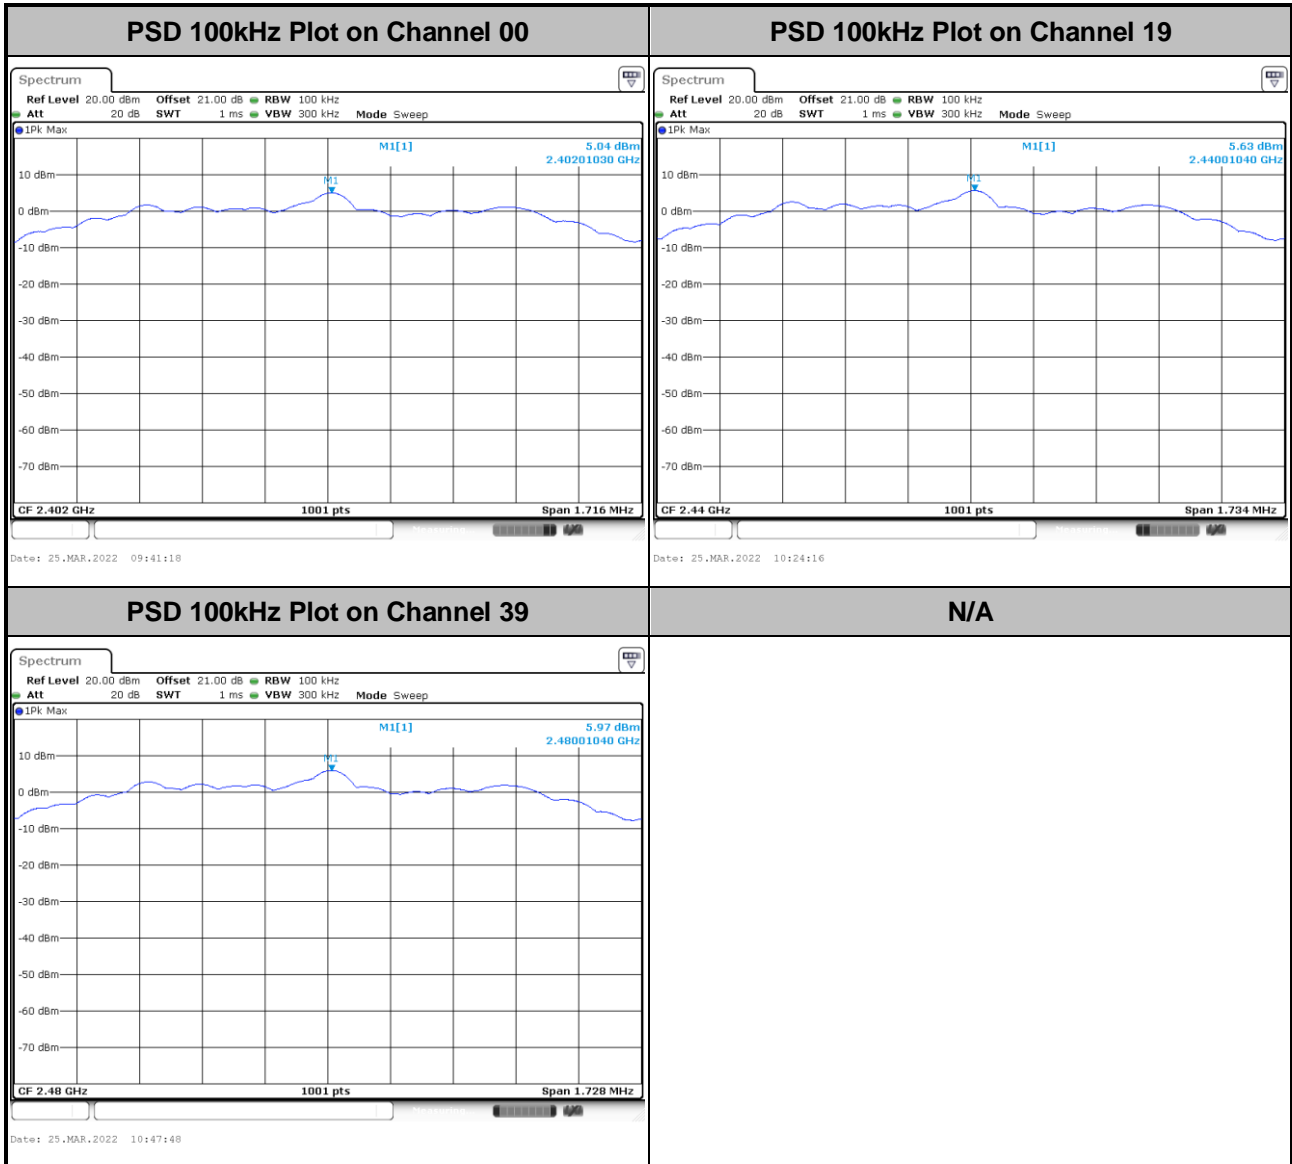 PSD 100kHz Plot on Channel 00
PSD 100kHz Plot on Channel 19
Spectrum
Ref Level 20.00 dBm Offset 21.00 dB RBW 100 kHz
Att 20 dB SWT 1 ms VBW 300 kHz Mode Sweep
1Pk Max
M1[1] 5.04 dBm
2.40201030 GHz
M1
10 dBm
0 dBm
-10 dBm
-20 dBm
-30 dBm
-40 dBm
-50 dBm
-60 dBm
-70 dBm
CF 2.402 GHz 1001 pts Span 1.716 MHz
Measuring
Date: 25.MAR.2022 09:41:18
Spectrum
Ref Level 20.00 dBm Offset 21.00 dB RBW 100 kHz
Att 20 dB SWT 1 ms VBW 300 kHz Mode Sweep
1Pk Max
M1[1] 5.63 dBm
2.44001040 GHz
M1
10 dBm
0 dBm
-10 dBm
-20 dBm
-30 dBm
-40 dBm
-50 dBm
-60 dBm
-70 dBm
CF 2.44 GHz 1001 pts Span 1.734 MHz
Measuring
Date: 25.MAR.2022 10:24:16
PSD 100kHz Plot on Channel 39
N/A
Spectrum
Ref Level 20.00 dBm Offset 21.00 dB RBW 100 kHz
Att 20 dB SWT 1 ms VBW 300 kHz Mode Sweep
1Pk Max
M1[1] 5.97 dBm
2.48001040 GHz
M1
10 dBm
0 dBm
-10 dBm
-20 dBm
-30 dBm
-40 dBm
-50 dBm
-60 dBm
-70 dBm
CF 2.48 GHz 1001 pts Span 1.728 MHz
Measuring
Date: 25.MAR.2022 10:47:48